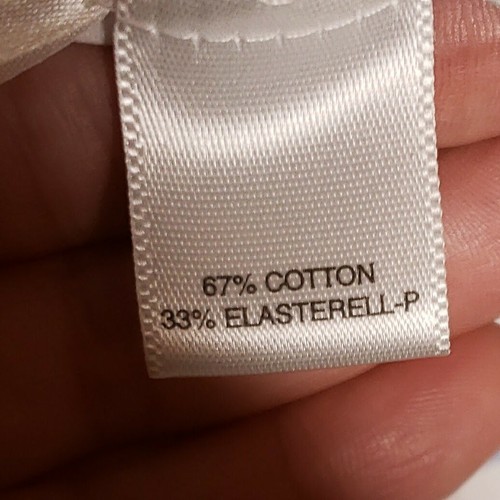 67% COTTON
33% ELASTERELL-P